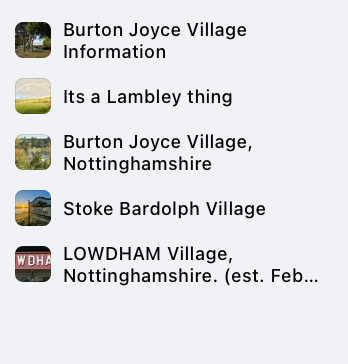 Burton Joyce Village
Information
Its a Lambley thing
Burton Joyce Village,
Nottinghamshire
Stoke Bardolph Village
WDHA
LOWDHAM Village,
Nottinghamshire. (est. Feb...